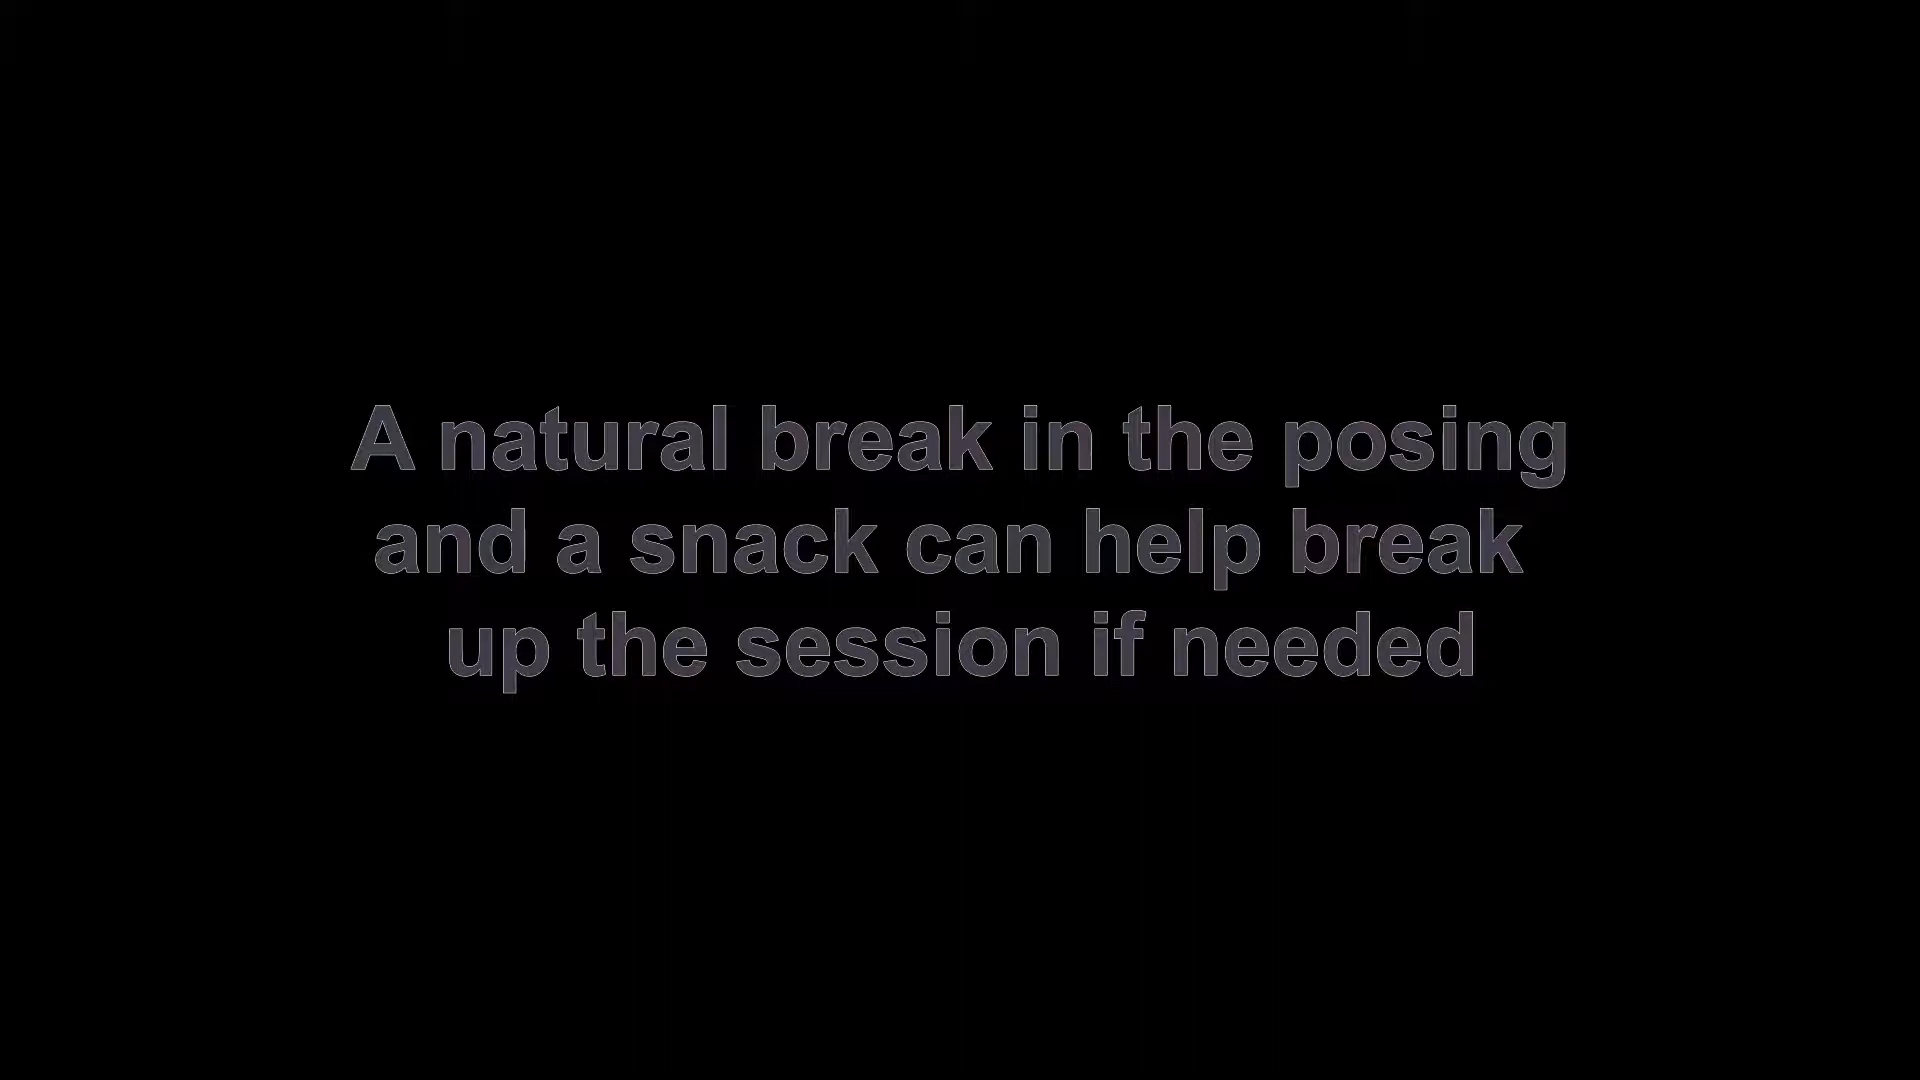 A natural break in the posing
and a snack can help break
up the session if needed